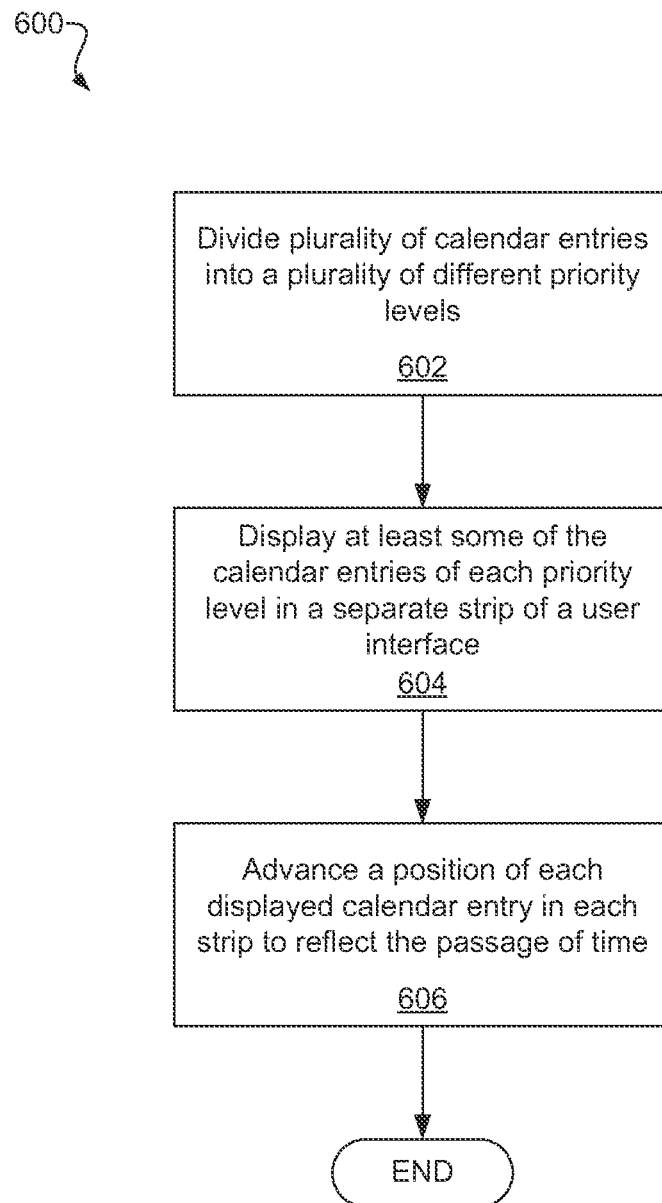 600
Divide plurality of calendar entries
into a plurality of different priority
levels
602
Display at least some of the
calendar entries of each priority
level in a separate strip of a user
interface
604
Advance a position of each
displayed calendar entry in each
strip to reflect the passage of time
606
END